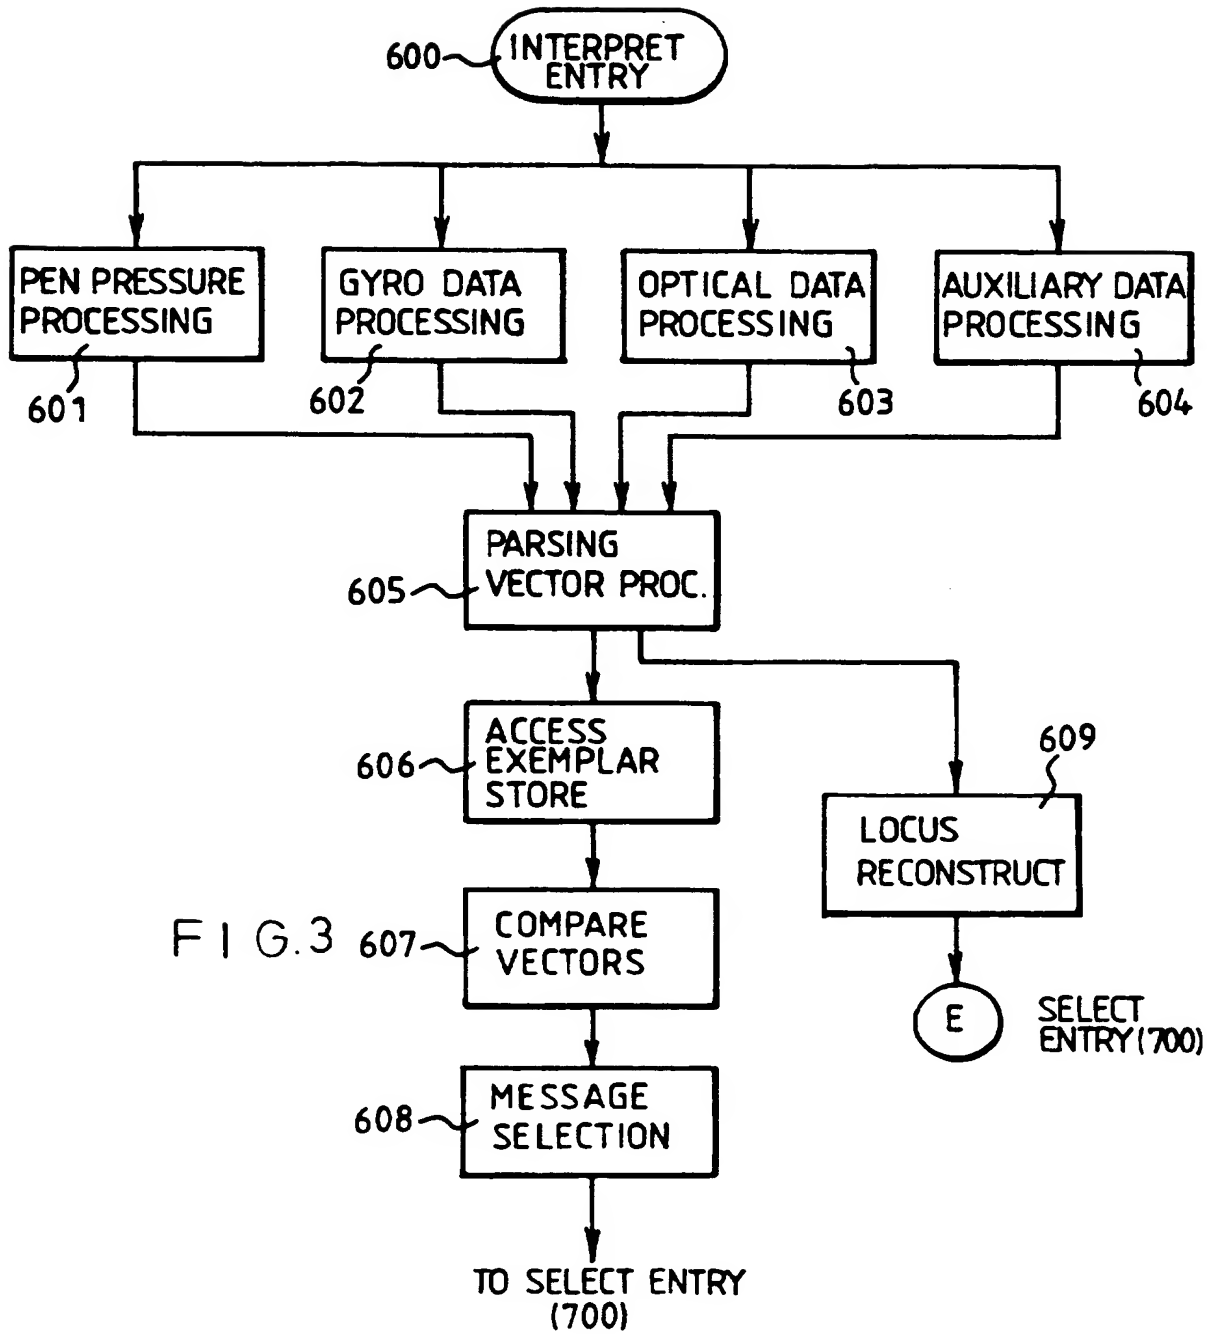 600
INTERPRET
ENTRY
PEN PRESSURE
PROCESSING
601
GYRO DATA
PROCESSING
602
OPTICAL DATA
PROCESSING
603
AUXILIARY DATA
PROCESSING
604
PARSING
VECTOR PROC.
605
ACCESS
EXEMPLAR
STORE
606
609
LOCUS
RECONSTRUCT
FIG.3
607
COMPARE
VECTORS
E
SELECT
ENTRY(700)
608
MESSAGE
SELECTION
TO SELECT ENTRY
(700)